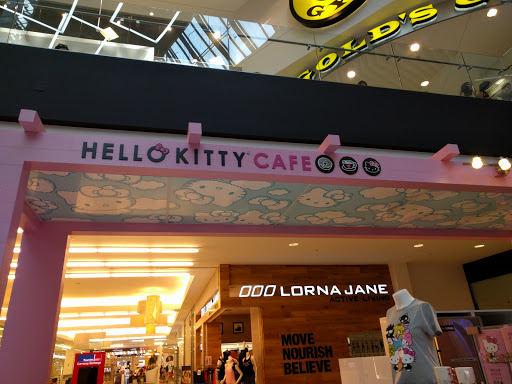 GOLD'S G
HELLO KITTY CAFE
LORNA JANE
ACTIVE LIVING
MOVE
NOURISH
BELIEVE